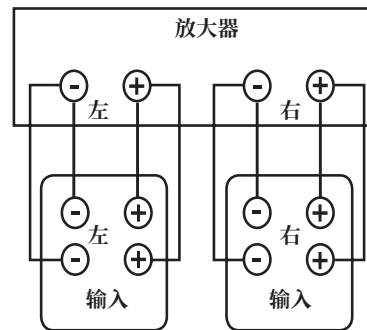 放大器
- + - +
左 右
- + - +
左 右
- + - +
输入 输入